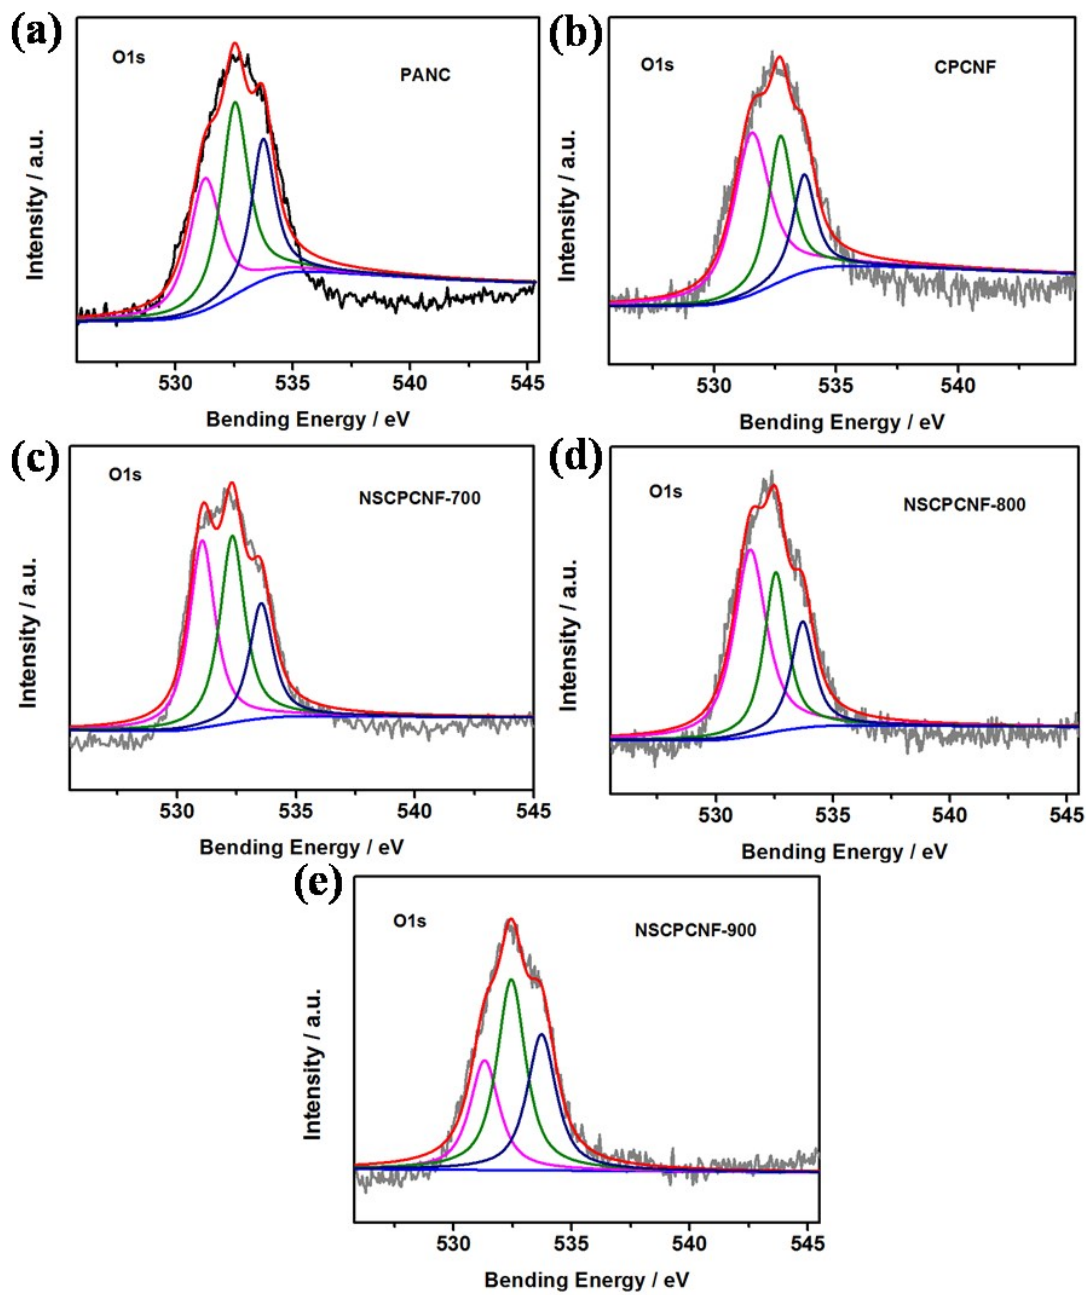 (a)
O1s
PANC
Intensity / a.u.
530 535 540 545
Bending Energy / eV
(b)
O1s
CPCNF
Intensity / a.u.
530 535 540
Bending Energy / eV
(c)
O1s
NSCPCNF-700
Intensity / a.u.
530 535 540 545
Bending Energy / eV
(d)
O1s
NSCPCNF-800
Intensity / a.u.
530 535 540 545
Bending Energy / eV
(e)
O1s
NSCPCNF-900
Intensity / a.u.
530 535 540 545
Bending Energy / eV